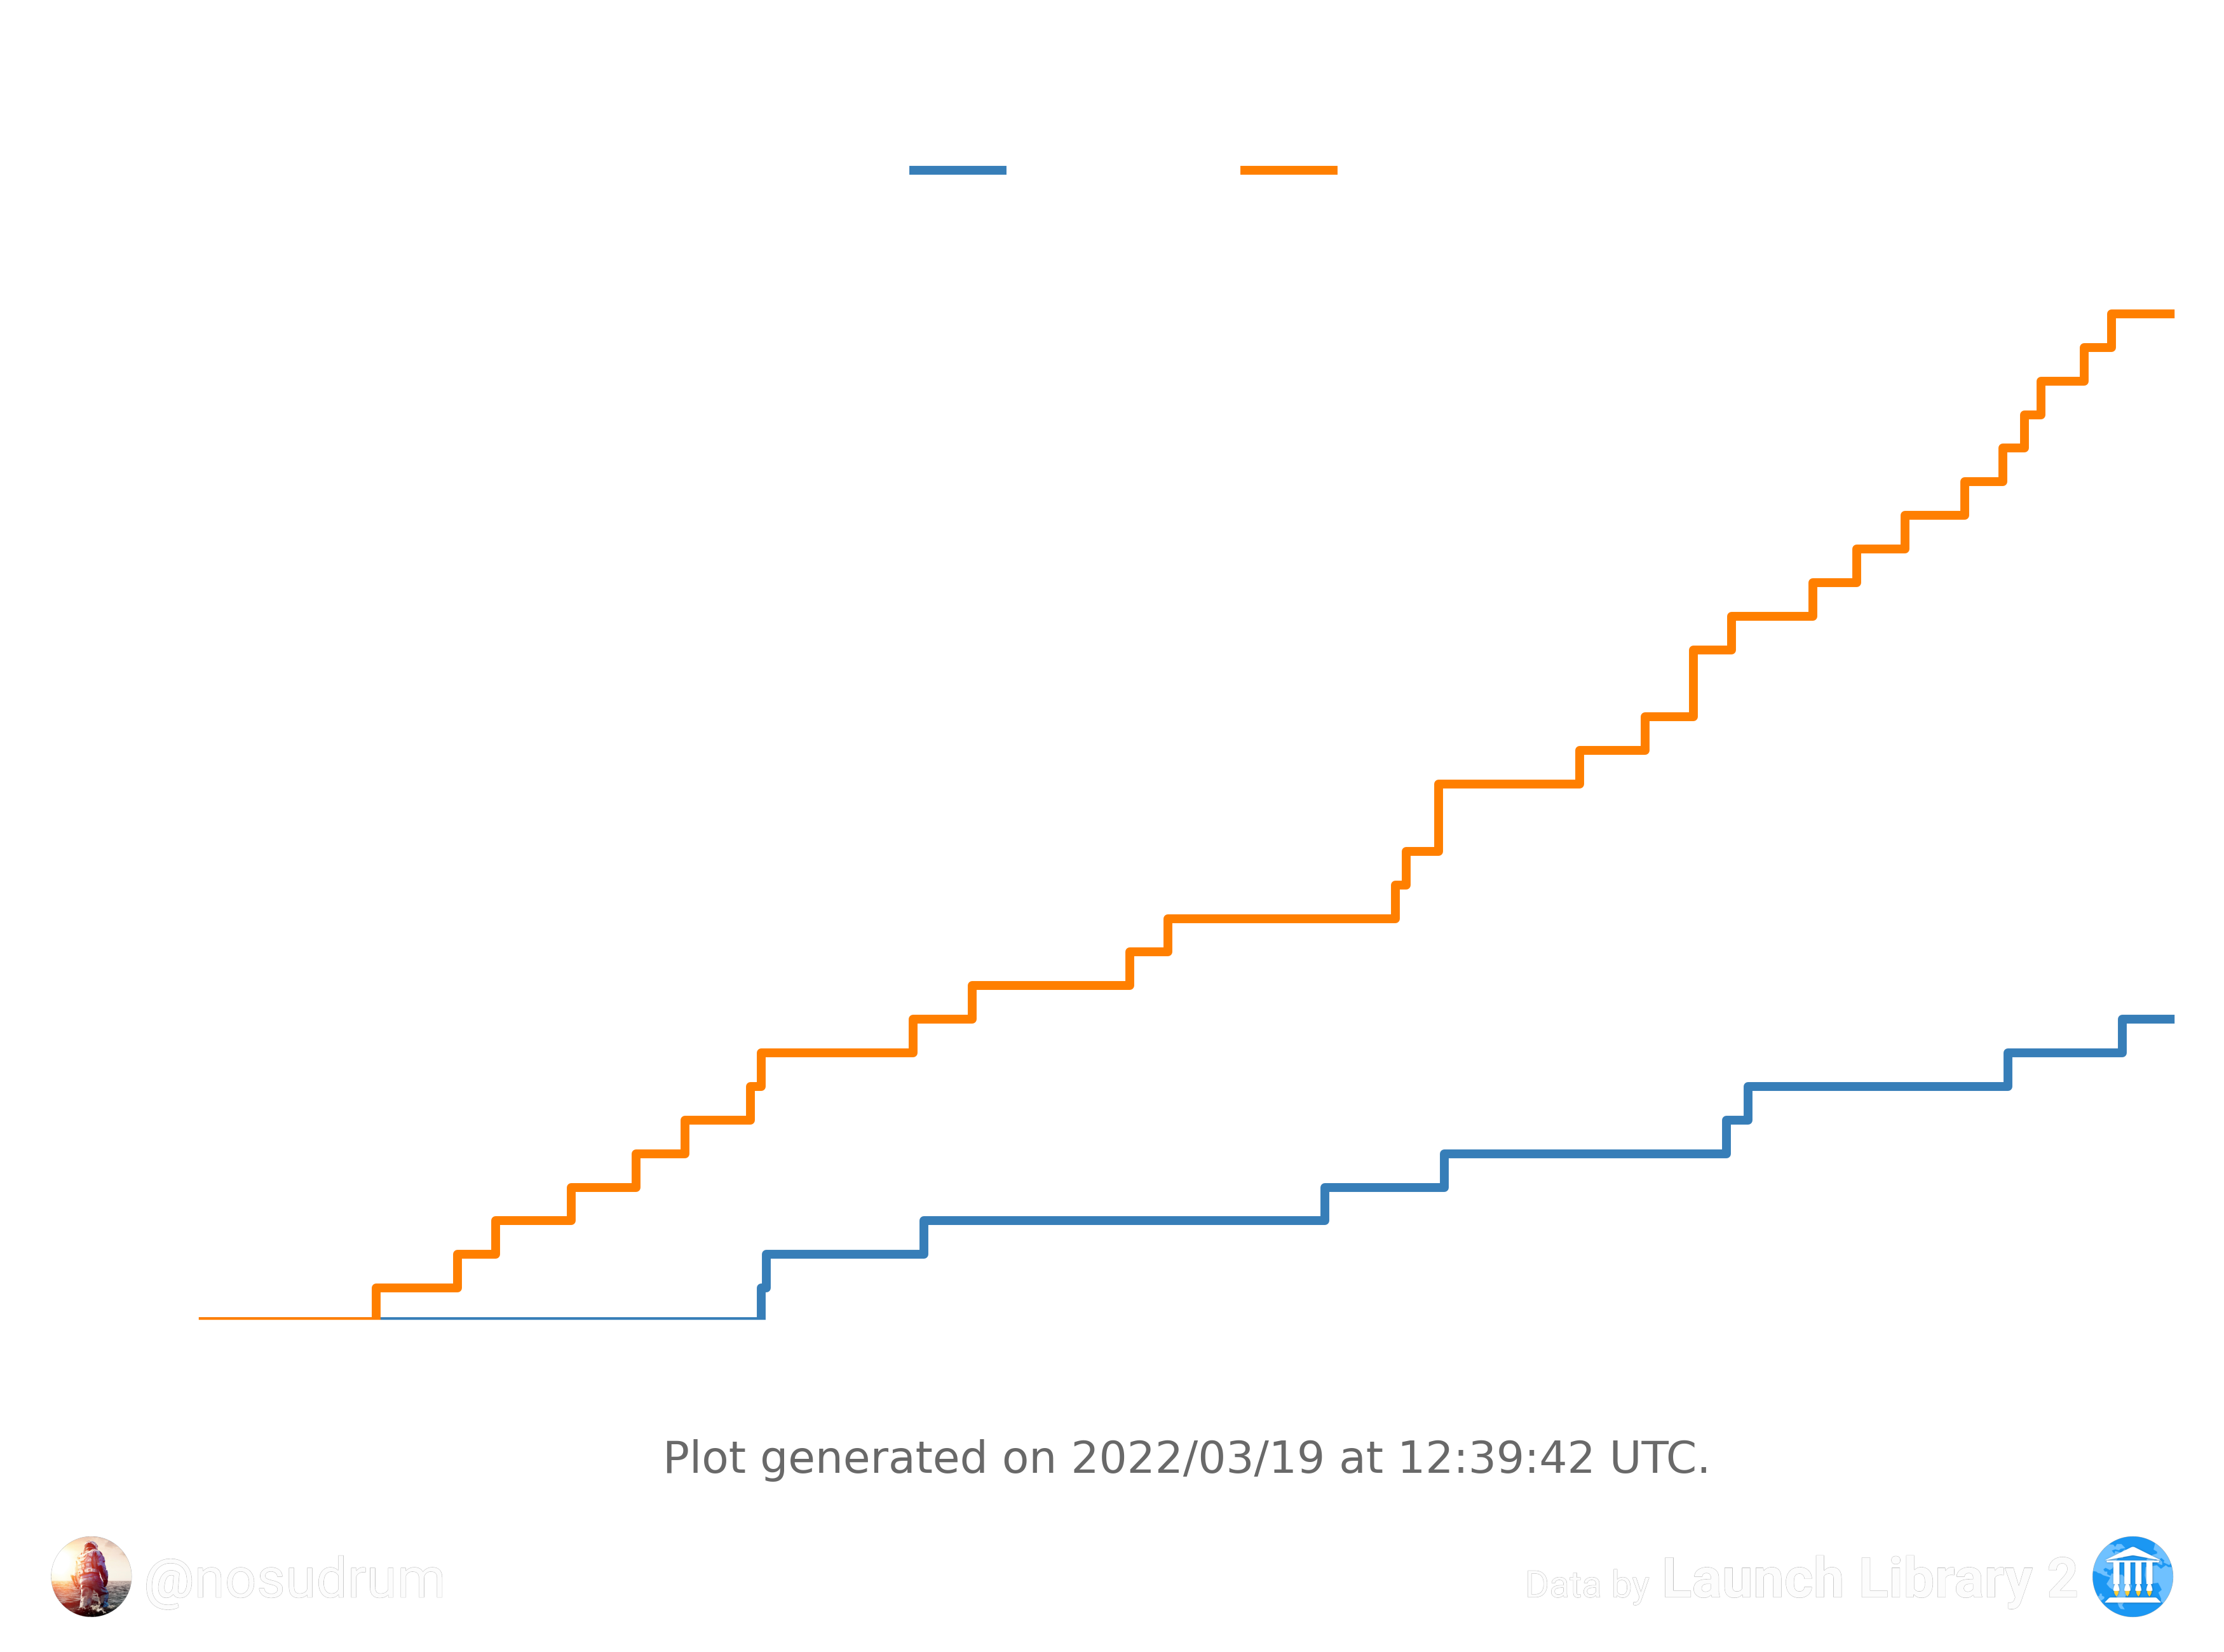 Plot generated on 2022/03/19 at 12:39:42 UTC.
@nosudrum
Data by Launch Library 2